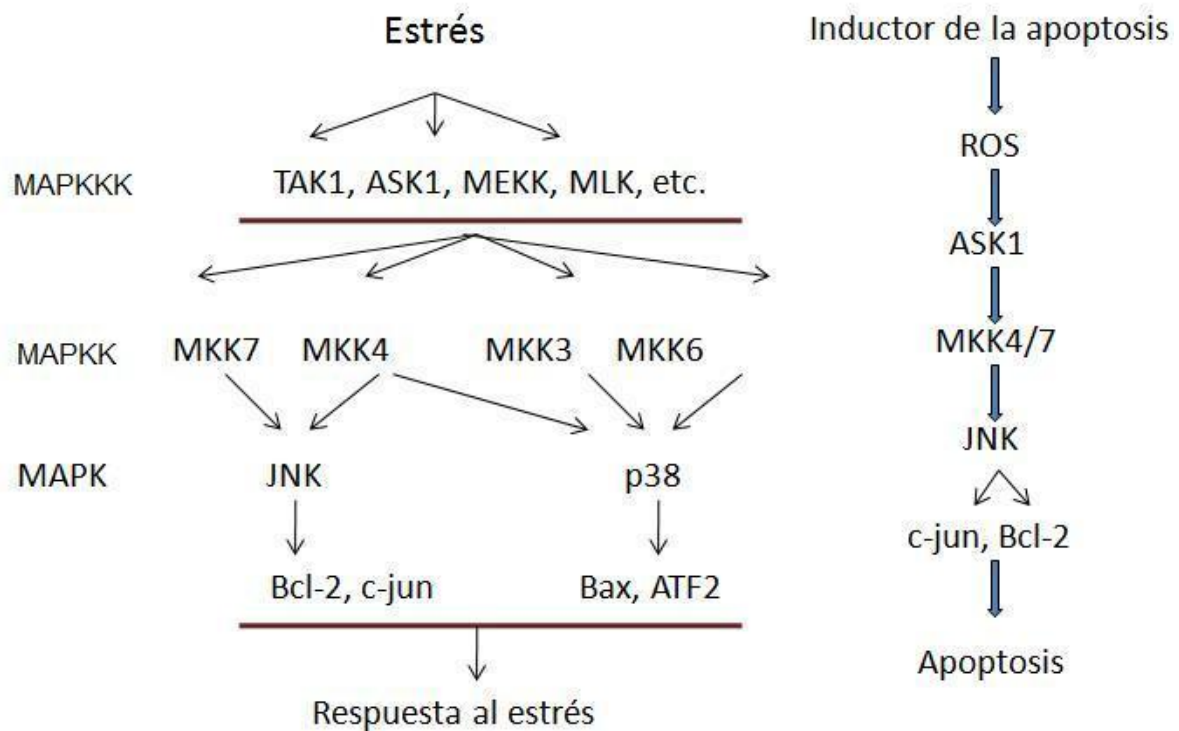 Estrés
MAPKKK TAK1, ASK1, MEKK, MLK, etc.
MAPKK MKK7 MKK4 MKK3 MKK6
MAPK JNK p38
Bcl-2, c-jun Bax, ATF2
Respuesta al estrés
Inductor de la apoptosis
ROS
ASK1
MKK4/7
JNK
c-jun, Bcl-2
Apoptosis